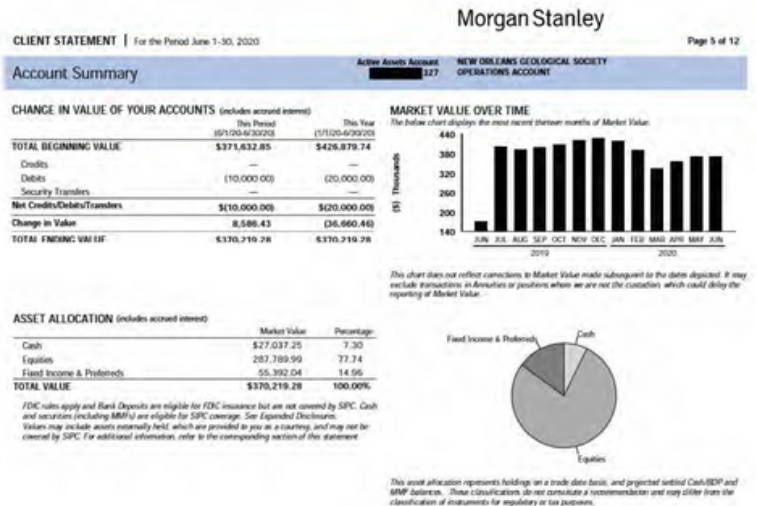 Morgan Stanley
CLIENT STATEMENT | For the Period June 1-30, 2020
Page 5 of 12
Account Summary
Active Assets Account
327
NEW ORLEANS GEOLOGICAL SOCIETY
OPERATIONS ACCOUNT
CHANGE IN VALUE OF YOUR ACCOUNTS (includes accrued interest)
This Period
(6/1/20-6/30/20)
This Year
(1/1/20-6/30/20)
TOTAL BEGINNING VALUE $371,632.85 $426,879.74
Credits — —
Debits (10,000.00) (20,000.00)
Security Transfers — —
Net Credits/Debits/Transfers $(10,000.00) $(20,000.00)
Change in Value 8,586.43 (36,660.46)
TOTAL ENDING VALUE $370,219.28 $370,219.28
MARKET VALUE OVER TIME
The below chart displays the most recent thirteen months of Market Value.
($) Thousands
440
380
320
260
200
140
JUN JUL AUG SEP OCT NOV DEC JAN FEB MAR APR MAY JUN
2019 2020
This chart does not reflect corrections to Market Value made subsequent to the dates depicted. It may
exclude transactions in Annuities or positions where we are not the custodian, which could delay the
reporting of Market Value.
ASSET ALLOCATION (includes accrued interest)
Market Value Percentage
Cash $27,037.25 7.30
Equities 287,789.99 77.74
Fixed Income & Preferreds 55,392.04 14.96
TOTAL VALUE $370,219.28 100.00%
FDIC rules apply and Bank Deposits are eligible for FDIC insurance but are not covered by SIPC. Cash
and securities (including MMFs) are eligible for SIPC coverage. See Expanded Disclosures.
Values may include assets externally held, which are provided to you as a courtesy, and may not be
covered by SIPC. For additional information, refer to the corresponding section of this statement.
Fixed Income & Preferreds
Cash
Equities
This asset allocation represents holdings on a trade date basis, and projected settled Cash/BDP and
MMF balances. These classifications do not constitute a recommendation and may differ from the
classification of instruments for regulatory or tax purposes.